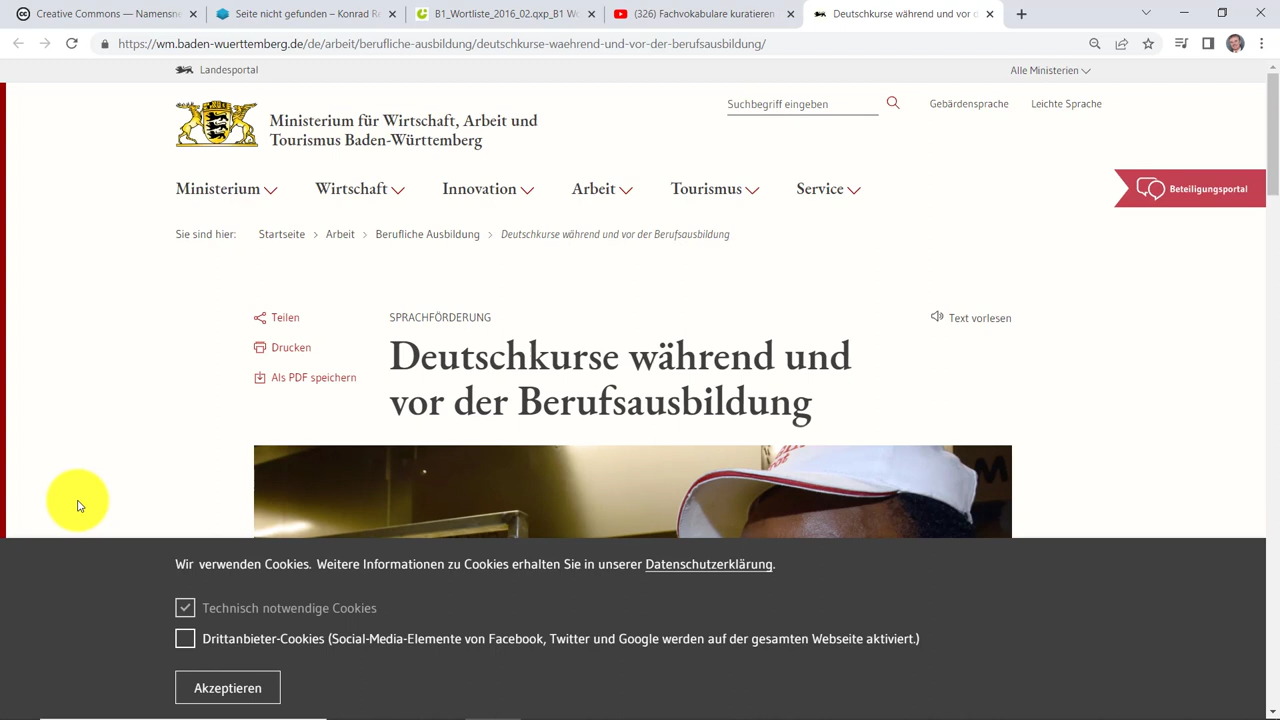 Creative Commons — Namensne
Seite nicht gefunden – Konrad Re
B1_Wortliste_2016_02.qxp_B1 Wo
(326) Fachvokabulare kuratieren
Deutschkurse während und vor d
https://wm.baden-wuerttemberg.de/de/arbeit/berufliche-ausbildung/deutschkurse-waehrend-und-vor-der-berufsausbildung/
Landesportal
Alle Ministerien
Ministerium für Wirtschaft, Arbeit und
Tourismus Baden-Württemberg
Suchbegriff eingeben
Gebärdensprache
Leichte Sprache
Ministerium
Wirtschaft
Innovation
Arbeit
Tourismus
Service
Beteiligungsportal
Sie sind hier: Startseite > Arbeit > Berufliche Ausbildung > Deutschkurse während und vor der Berufsausbildung
Teilen
Drucken
Als PDF speichern
SPRACHFÖRDERUNG
Text vorlesen
Deutschkurse während und
vor der Berufsausbildung
Wir verwenden Cookies. Weitere Informationen zu Cookies erhalten Sie in unserer Datenschutzerklärung.
Technisch notwendige Cookies
Drittanbieter-Cookies (Social-Media-Elemente von Facebook, Twitter und Google werden auf der gesamten Webseite aktiviert.)
Akzeptieren